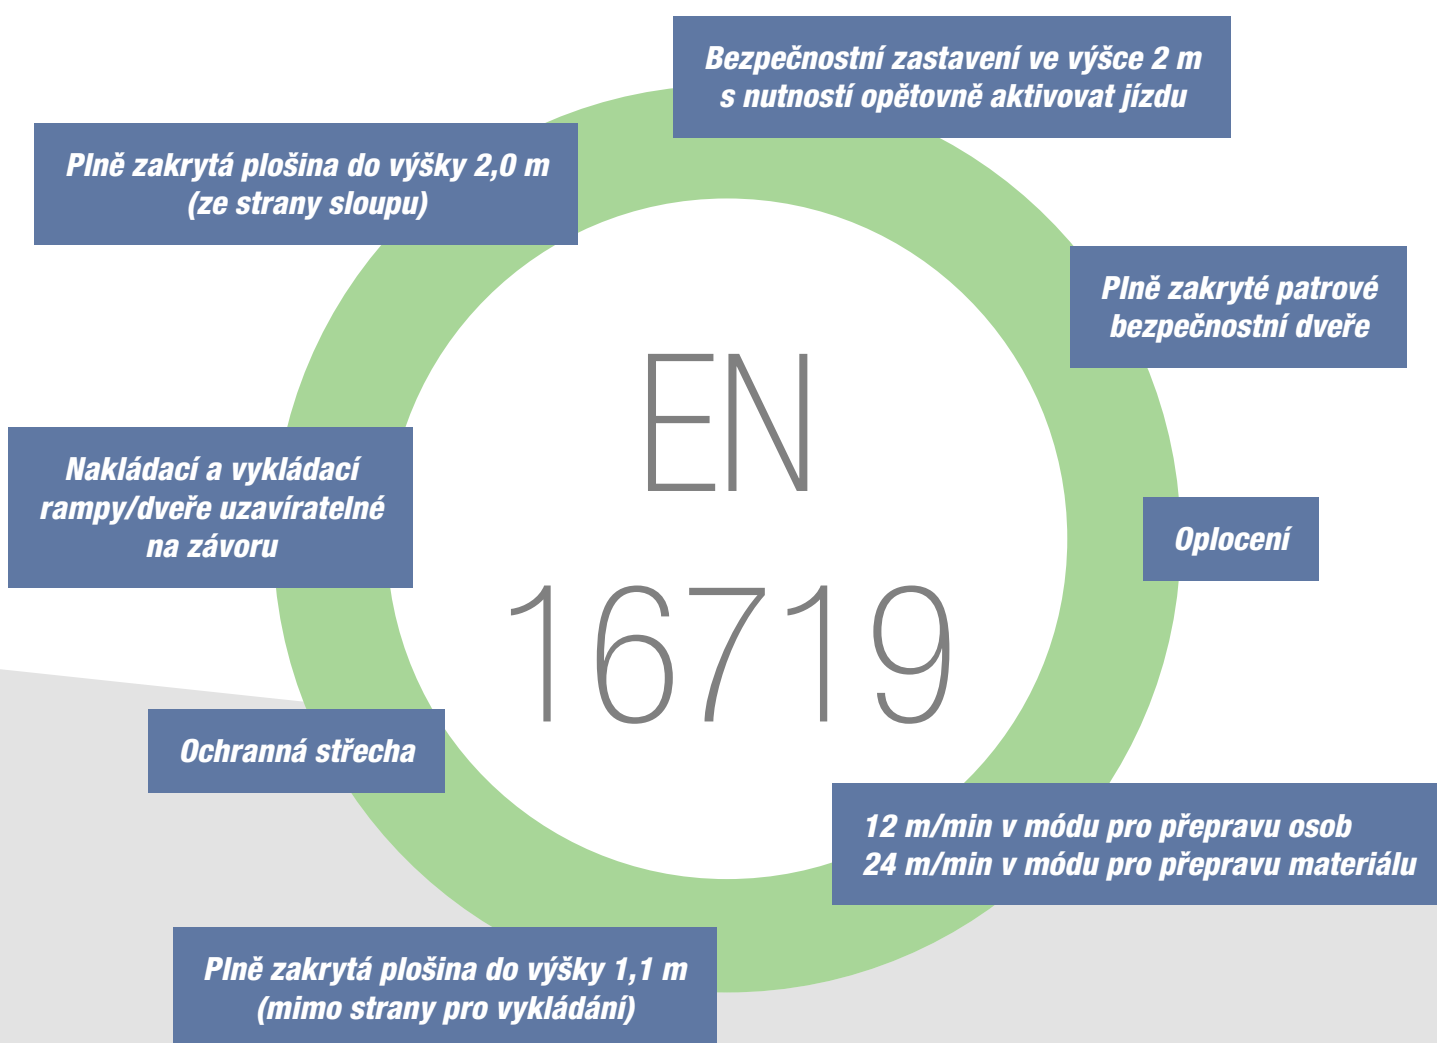 Bezpečnostní zastavení ve výšce 2 m
s nutností opětovně aktivovat jízdu
Plně zakrytá plošina do výšky 2,0 m
(ze strany sloupu)
Plně zakryté patrové
bezpečnostní dveře
EN
16719
Nakládací a vykládací
rampy/dveře uzavíratelné
na závoru
Oplocení
Ochranná střecha
12 m/min v módu pro přepravu osob
24 m/min v módu pro přepravu materiálu
Plně zakrytá plošina do výšky 1,1 m
(mimo strany pro vykládání)